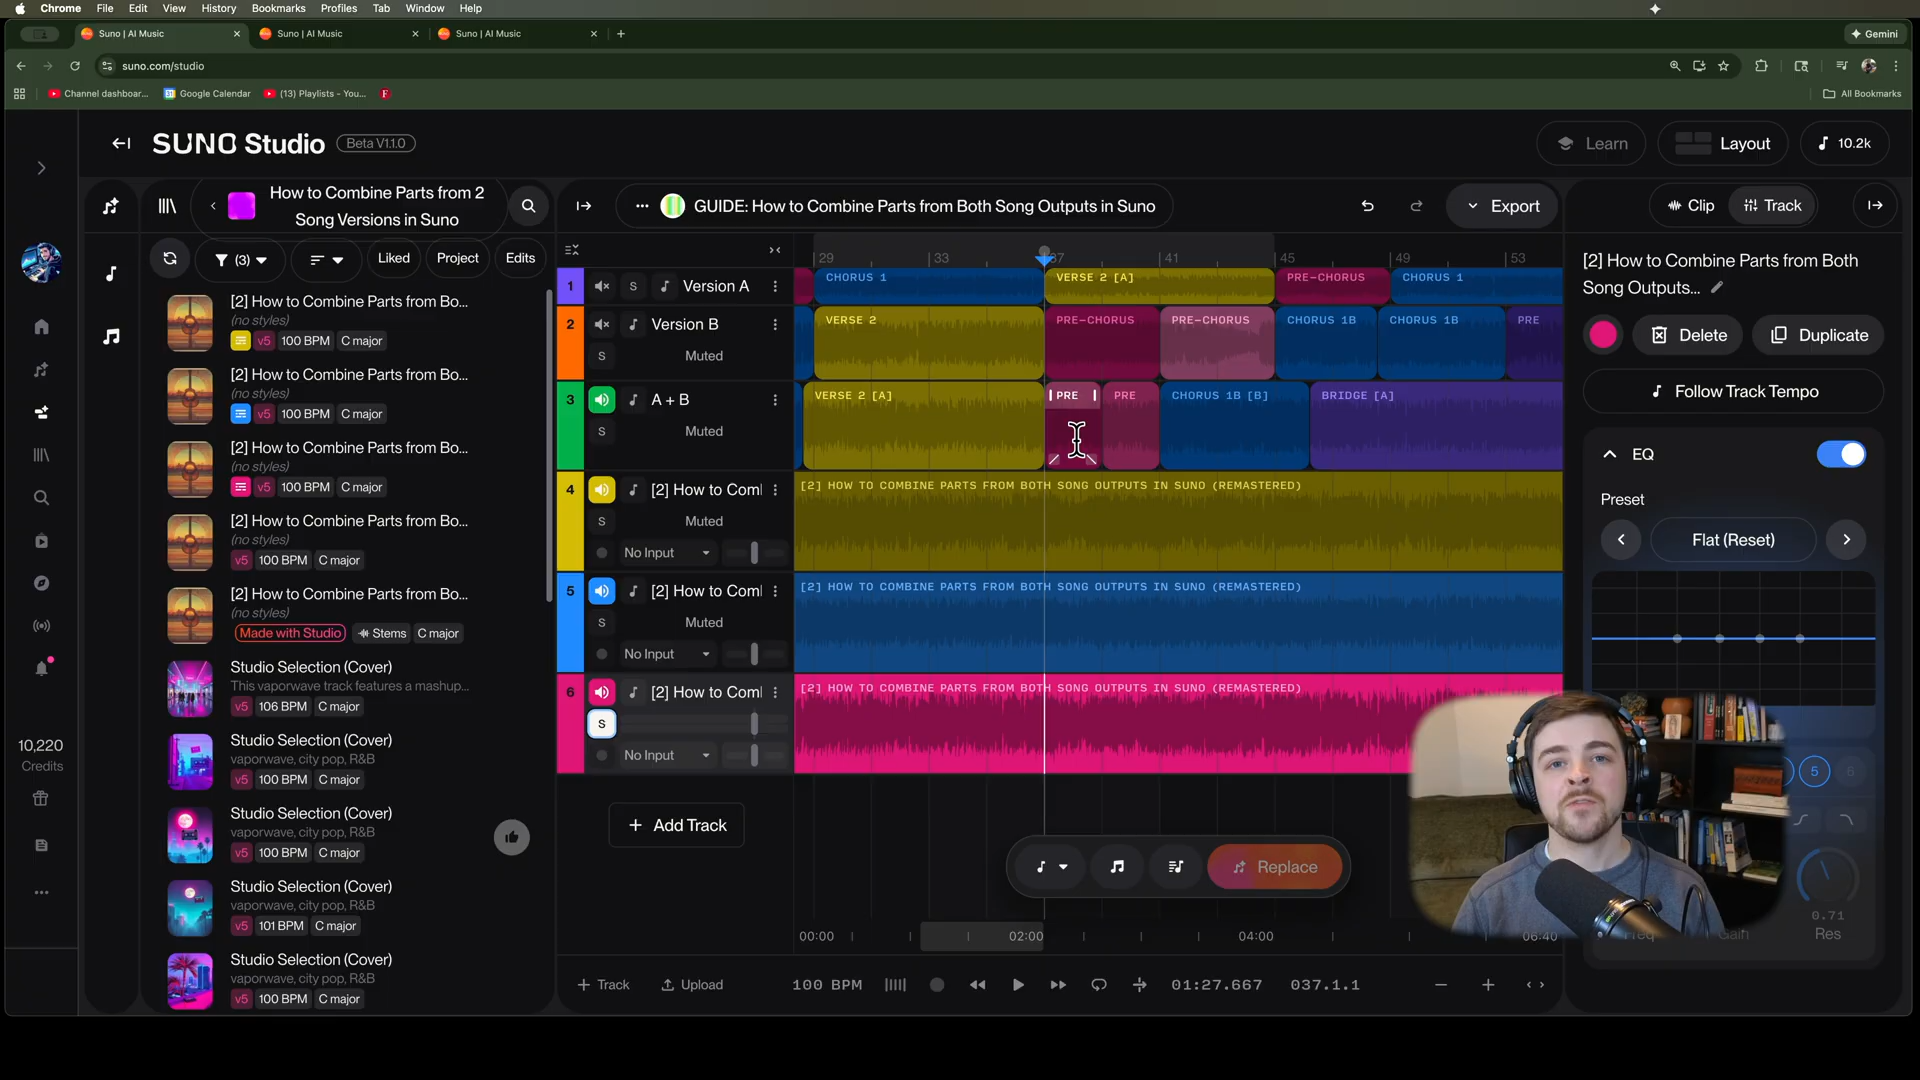 Chrome File Edit View History Bookmarks Profiles Tab Window Help
Suno | AI Music
Suno | AI Music
Suno | AI Music
Gemini
suno.com/studio
Channel dashboar...
Google Calendar
(13) Playlists - You...
All Bookmarks
SUNO Studio
Beta V1.1.0
Learn
Layout
10.2k
How to Combine Parts from 2
Song Versions in Suno
GUIDE: How to Combine Parts from Both Song Outputs in Suno
Export
Clip
Track
(3)
Liked
Project
Edits
[2] How to Combine Parts from Bo...
(no styles)
v5 100 BPM C major
[2] How to Combine Parts from Bo...
(no styles)
v5 100 BPM C major
[2] How to Combine Parts from Bo...
(no styles)
v5 100 BPM C major
[2] How to Combine Parts from Bo...
(no styles)
v5 100 BPM C major
[2] How to Combine Parts from Bo...
(no styles)
Made with Studio Stems C major
Studio Selection (Cover)
This vaporwave track features a mashup...
v5 106 BPM C major
Studio Selection (Cover)
vaporwave, city pop, R&B
v5 100 BPM C major
Studio Selection (Cover)
vaporwave, city pop, R&B
v5 100 BPM C major
Studio Selection (Cover)
vaporwave, city pop, R&B
v5 101 BPM C major
Studio Selection (Cover)
vaporwave, city pop, R&B
v5 100 BPM C major
10,220
Credits
29 33 37 41 45 49 53
1 S Version A
CHORUS 1 VERSE 2 [A] PRE-CHORUS CHORUS 1
2 Version B
S Muted
VERSE 2 PRE-CHORUS PRE-CHORUS CHORUS 1B CHORUS 1B PRE
3 A + B
S Muted
VERSE 2 [A] PRE PRE CHORUS 1B [B] BRIDGE [A]
4 [2] How to Coml
S Muted
No Input
[2] HOW TO COMBINE PARTS FROM BOTH SONG OUTPUTS IN SUNO (REMASTERED)
5 [2] How to Coml
S Muted
No Input
[2] HOW TO COMBINE PARTS FROM BOTH SONG OUTPUTS IN SUNO (REMASTERED)
6 [2] How to Coml
S
No Input
[2] HOW TO COMBINE PARTS FROM BOTH SONG OUTPUTS IN SUNO (REMASTERED)
+ Add Track
Replace
00:00 02:00 04:00 06:40
+ Track
Upload
100 BPM
01:27.667
037.1.1
[2] How to Combine Parts from Both
Song Outputs...
Delete
Duplicate
Follow Track Tempo
EQ
Preset
Flat (Reset)
5
6
0.71
Freq Gain Res